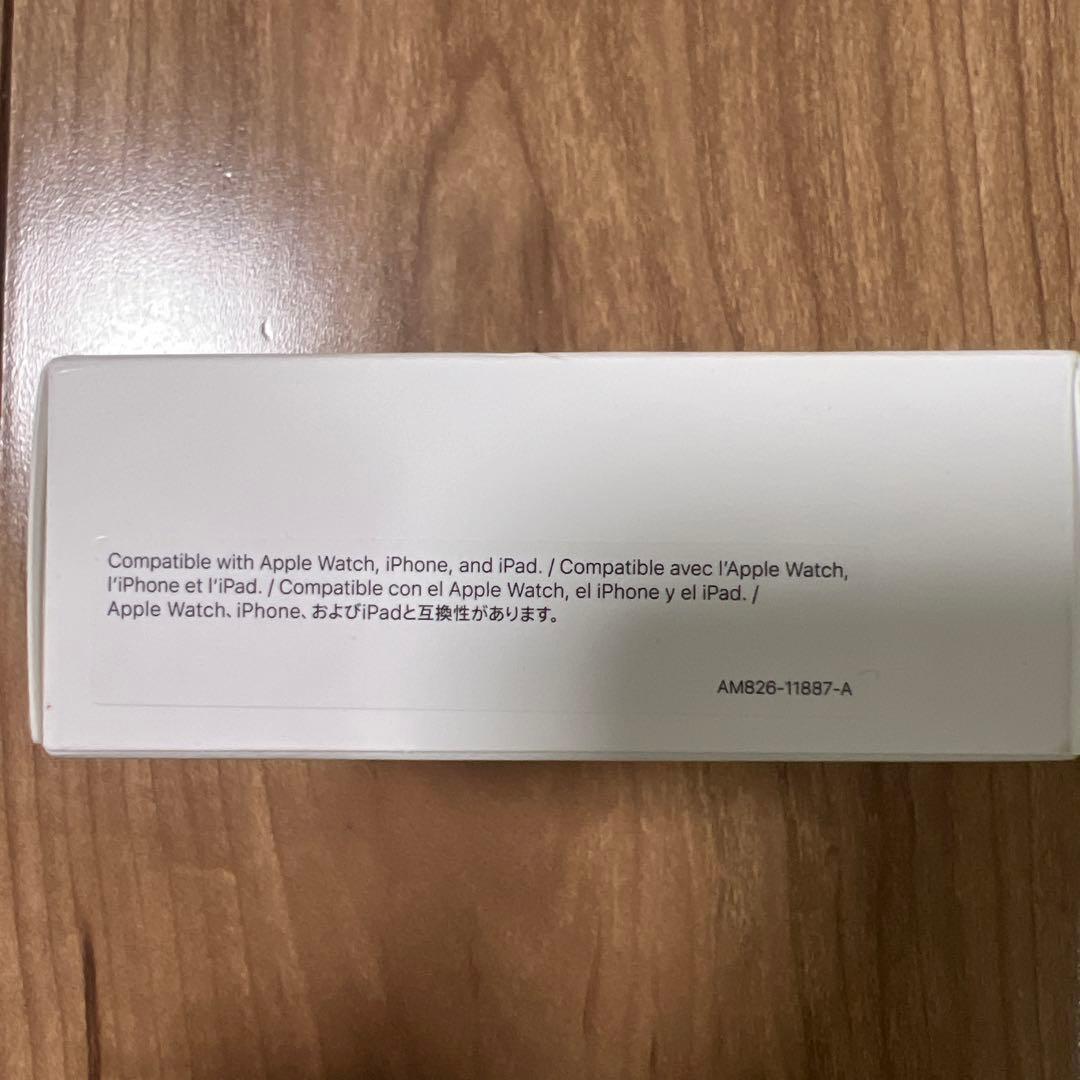 Compatible with Apple Watch, iPhone, and iPad. / Compatible avec l'Apple Watch,
l'iPhone et l'iPad. / Compatible con el Apple Watch, el iPhone y el iPad. /
Apple Watch、iPhone、およびiPadと互換性があります。
AM826-11887-A